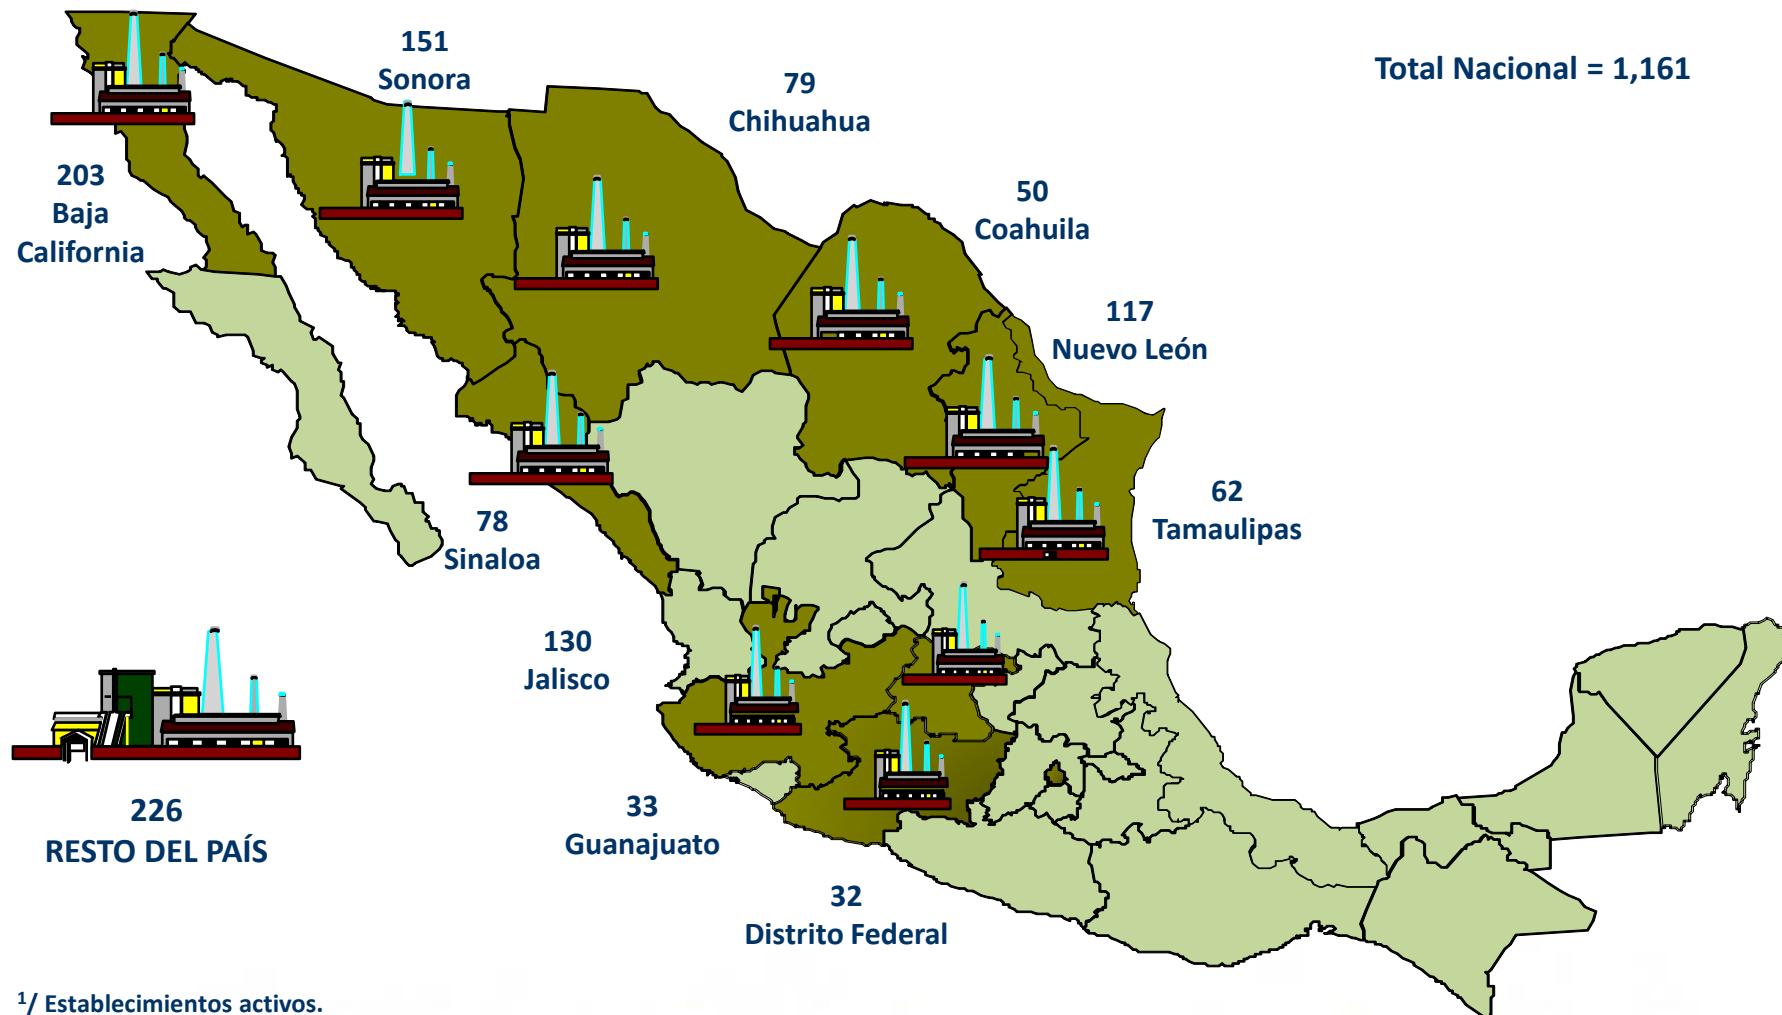 Total Nacional = 1,161
151
Sonora
79
Chihuahua
203
Baja
California
50
Coahuila
117
Nuevo León
62
Tamaulipas
78
Sinaloa
130
Jalisco
33
Guanajuato
32
Distrito Federal
226
RESTO DEL PAÍS
1/ Establecimientos activos.